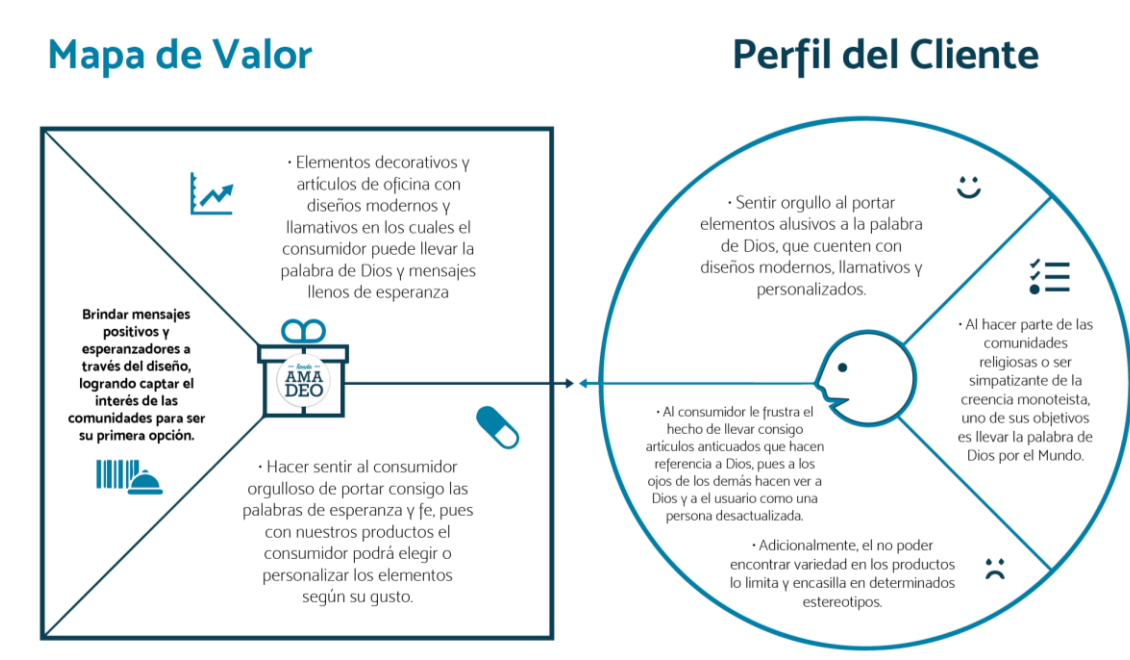 Mapa de Valor
Perfil del Cliente
• Elementos decorativos y
artículos de oficina con
diseños modernos y
llamativos en los cuales el
consumidor puede llevar la
palabra de Dios y mensajes
llenos de esperanza
Brindar mensajes
positivos y
esperanzadores a
través del diseño,
logrando captar el
interés de las
comunidades para ser
su primera opción.
AMA
DEO
• Hacer sentir al consumidor
orgulloso de portar consigo las
palabras de esperanza y fe, pues
con nuestros productos el
consumidor podrá elegir o
personalizar los elementos
según su gusto.
• Sentir orgullo al portar
elementos alusivos a la palabra
de Dios, que cuenten con
diseños modernos, llamativos y
personalizados.
• Al hacer parte de las
comunidades
religiosas o ser
simpatizante de la
creencia monoteista,
uno de sus objetivos
es llevar la palabra de
Dios por el Mundo.
• Al consumidor le frustra el
hecho de llevar consigo
artículos anticuados que hacen
referencia a Dios, pues a los
ojos de los demás hacen ver a
Dios y a el usuario como una
persona desactualizada.
• Adicionalmente, el no poder
encontrar variedad en los productos
lo limita y encasilla en determinados
estereotipos.